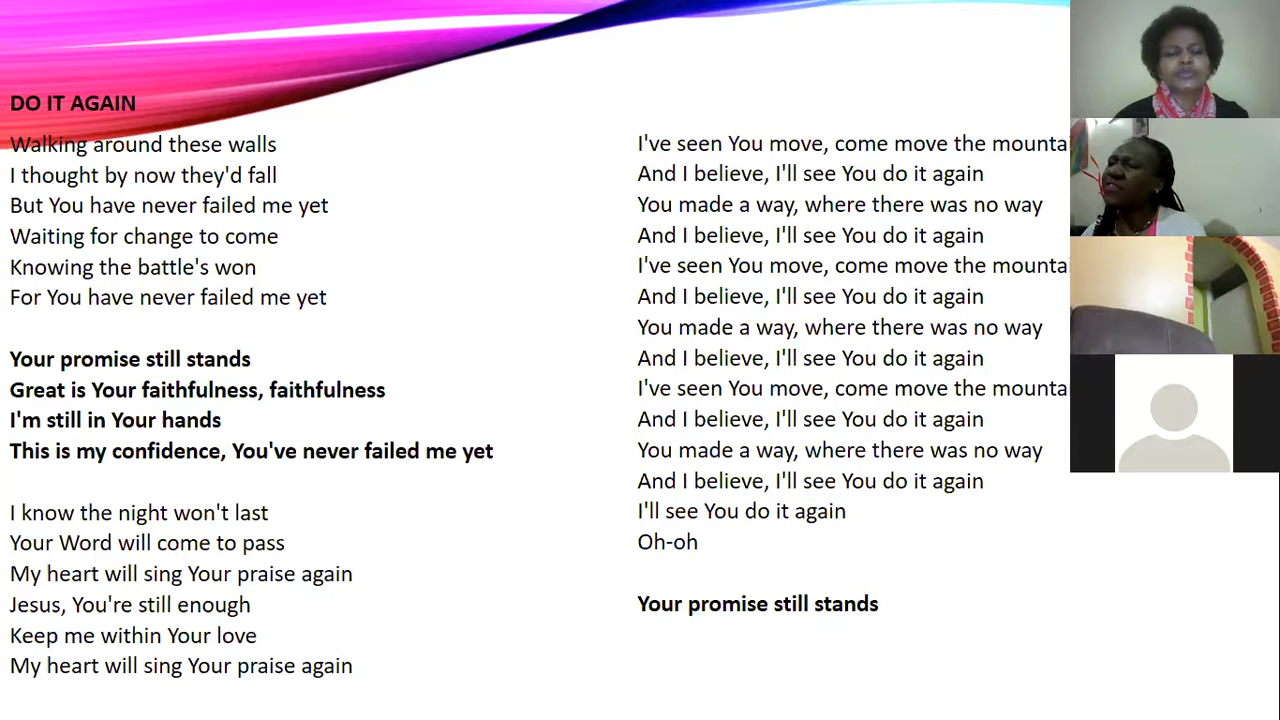 DO IT AGAIN
Walking around these walls
I thought by now they'd fall
But You have never failed me yet
Waiting for change to come
Knowing the battle's won
For You have never failed me yet
Your promise still stands
Great is Your faithfulness, faithfulness
I'm still in Your hands
This is my confidence, You've never failed me yet
I know the night won't last
Your Word will come to pass
My heart will sing Your praise again
Jesus, You're still enough
Keep me within Your love
My heart will sing Your praise again
I've seen You move, come move the mounta
And I believe, I'll see You do it again
You made a way, where there was no way
And I believe, I'll see You do it again
I've seen You move, come move the mounta
And I believe, I'll see You do it again
You made a way, where there was no way
And I believe, I'll see You do it again
I've seen You move, come move the mounta
And I believe, I'll see You do it again
You made a way, where there was no way
And I believe, I'll see You do it again
I'll see You do it again
Oh-oh
Your promise still stands